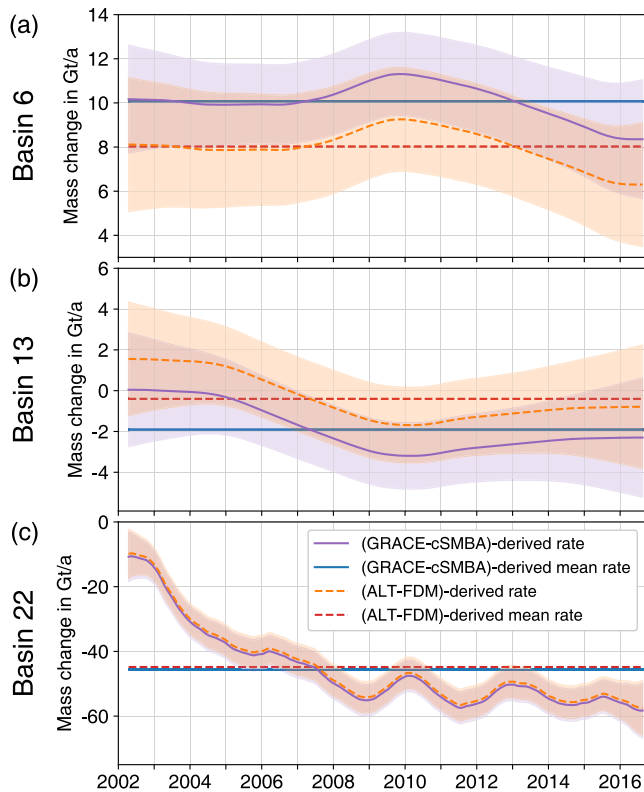 (a)
Basin 6
Mass change in Gt/a
14
12
10
8
6
4
(b)
Basin 13
Mass change in Gt/a
6
4
2
0
-2
-4
(c)
Basin 22
Mass change in Gt/a
0
-20
-40
-60
(GRACE-cSMBA)-derived rate
(GRACE-cSMBA)-derived mean rate
(ALT-FDM)-derived rate
(ALT-FDM)-derived mean rate
2002 2004 2006 2008 2010 2012 2014 2016